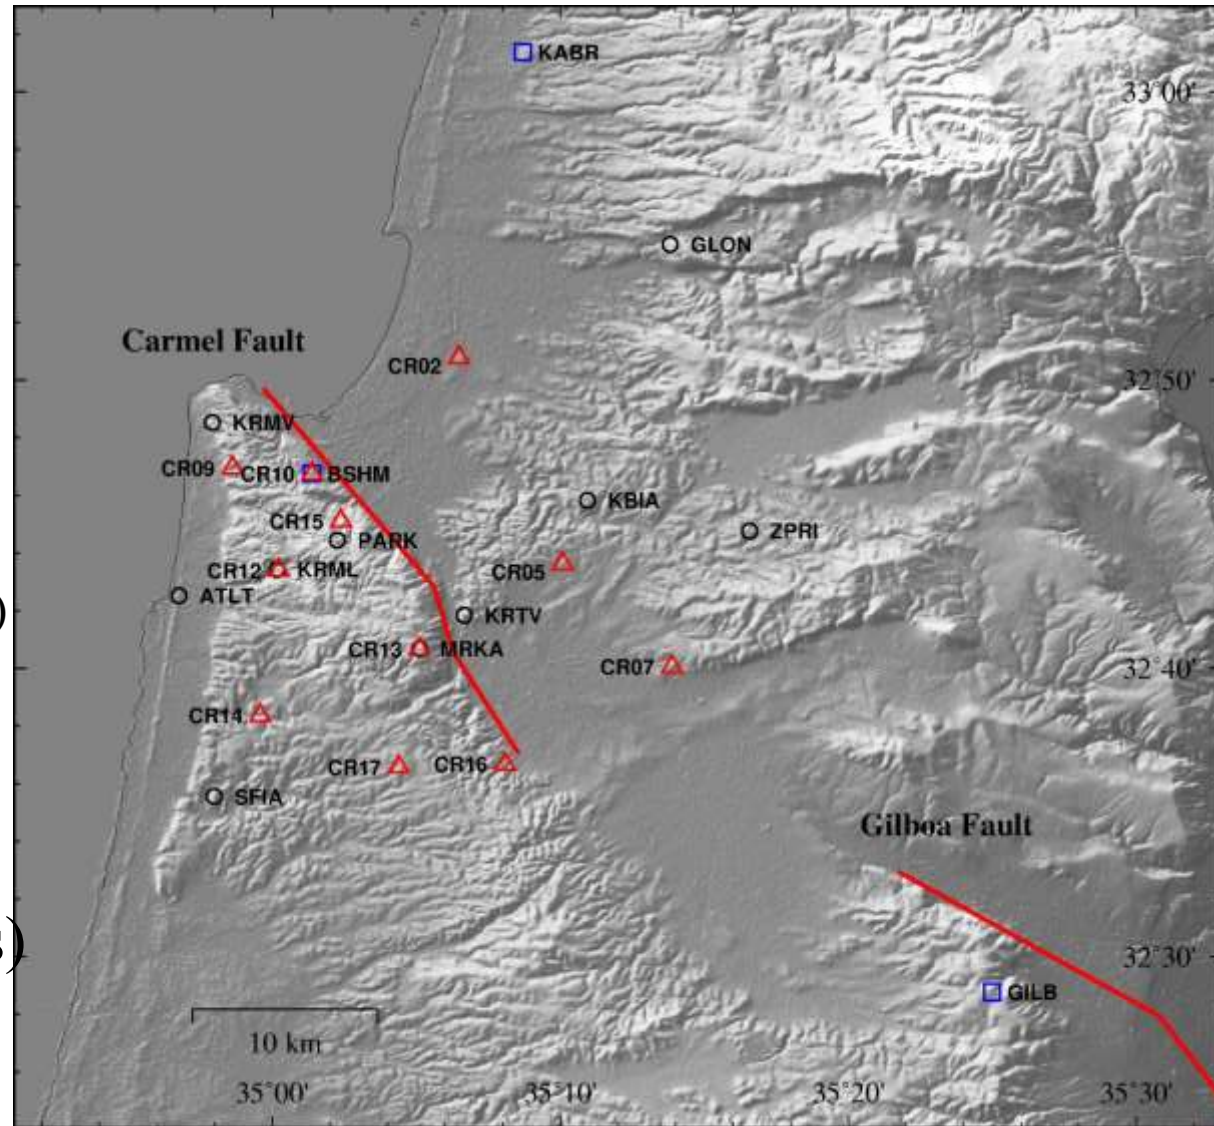 KABR
33°00'
GLON
Carmel Fault
CR02
32°50'
KRMV
CR09
CR10
BSHM
KBIA
CR15
ZPRI
PARK
CR12
KRML
CR05
ATLT
)
KRTV
CR13
MRKA
CR07
32°40'
CR14
CR17
CR16
SFIA
Gilboa Fault
s)
32°30'
GILB
10 km
35°00'
35°10'
35°20'
35°30'